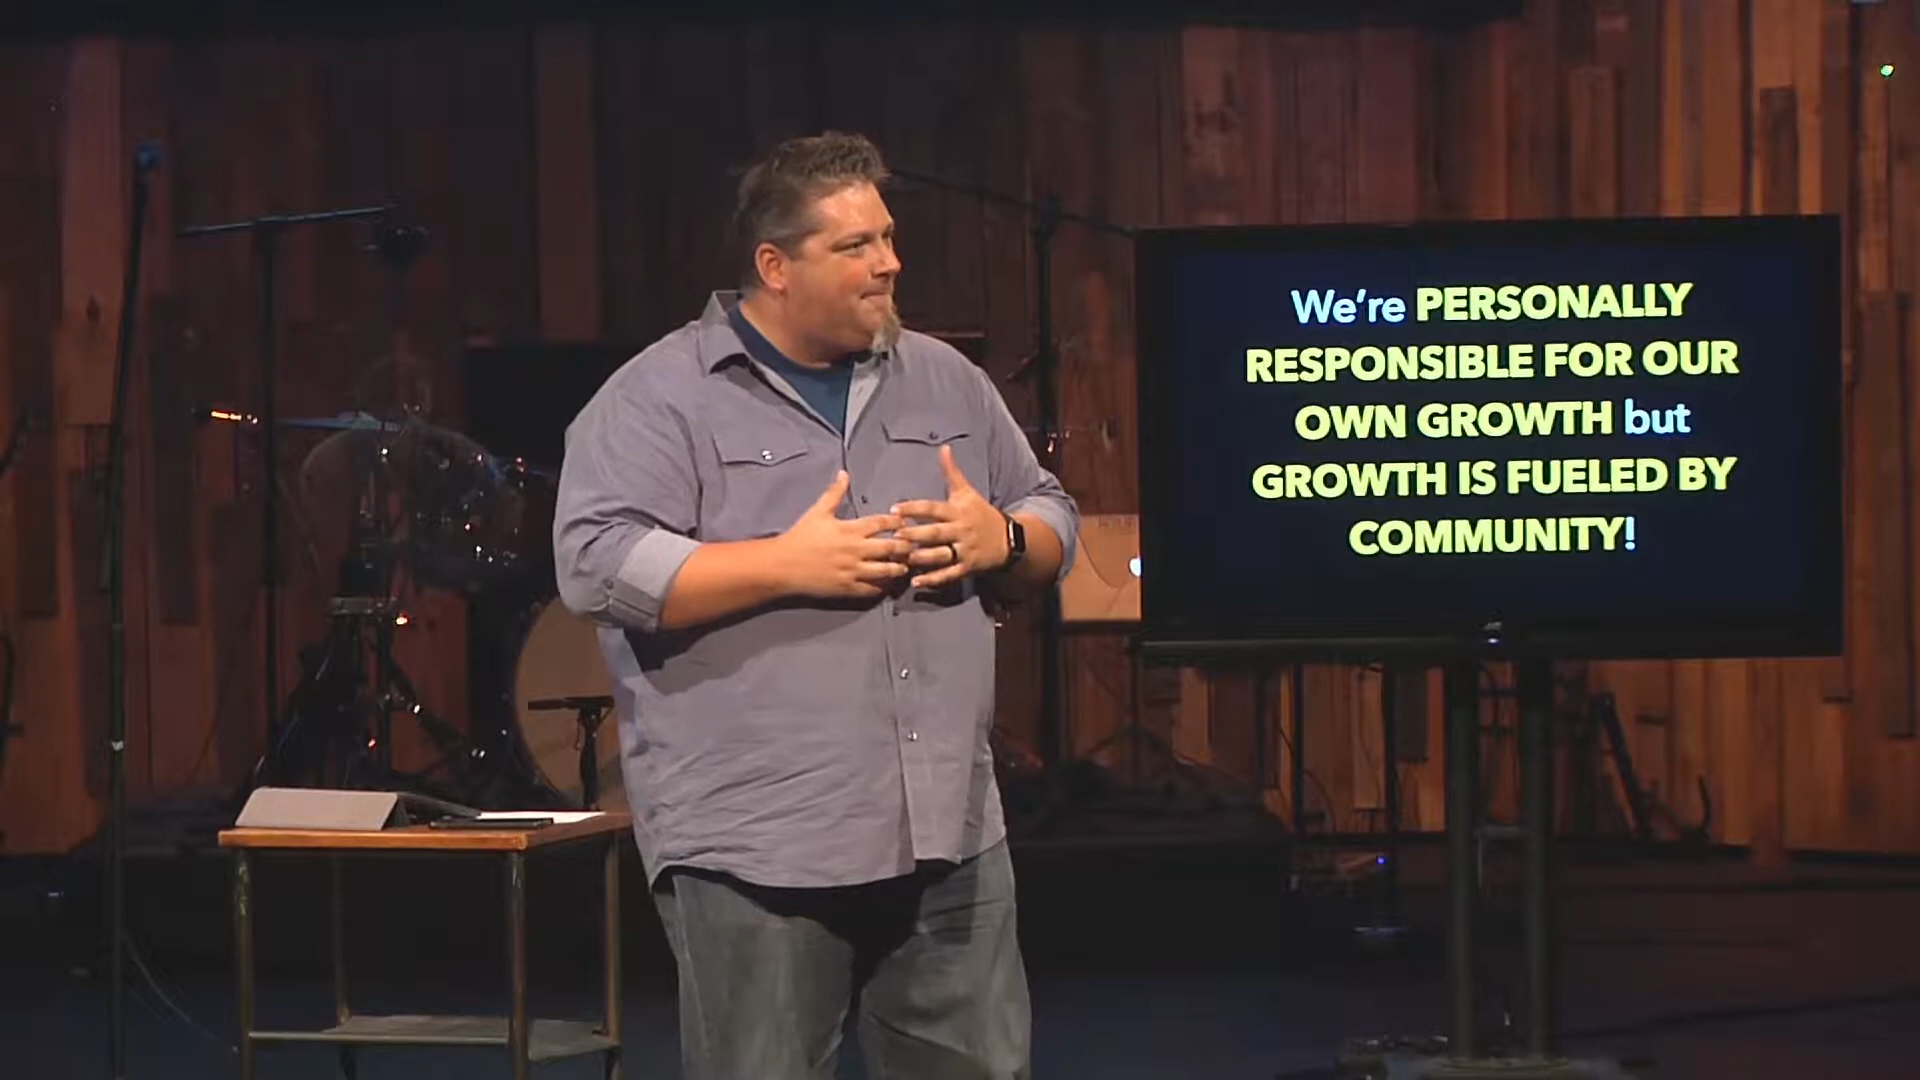 We're PERSONALLY
RESPONSIBLE FOR OUR
OWN GROWTH but
GROWTH IS FUELED BY
COMMUNITY!